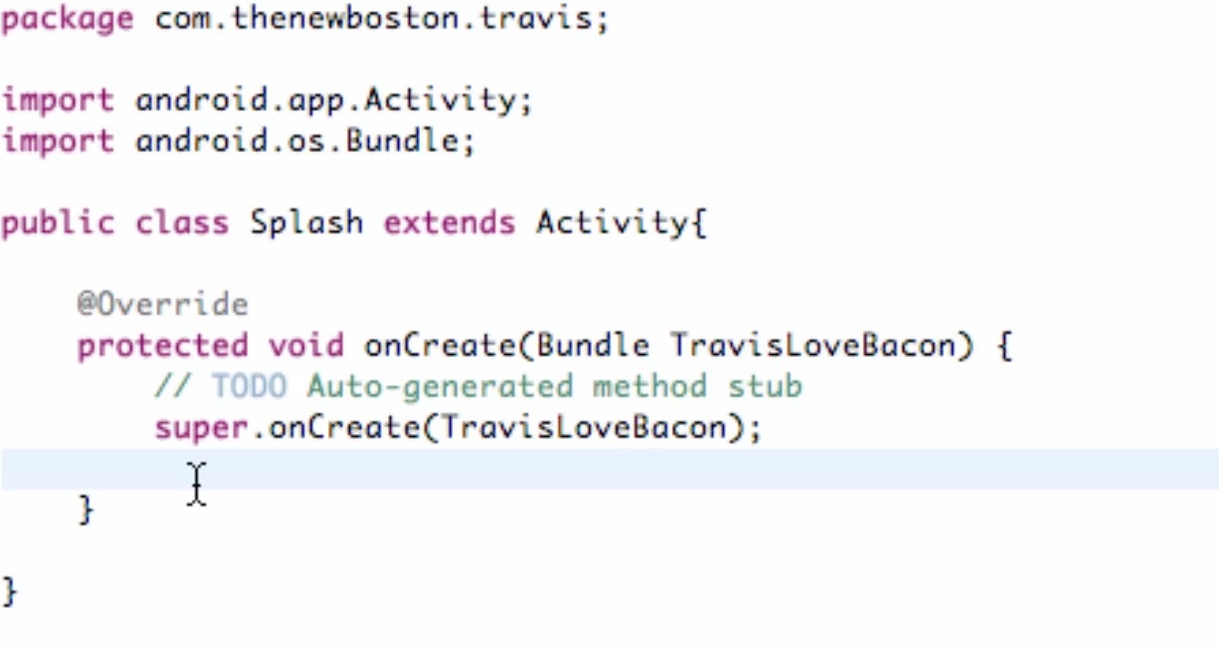 package com.thenewboston.travis;
import android.app.Activity;
import android.os.Bundle;
public class Splash extends Activity{
@Override
protected void onCreate(Bundle TravisLoveBacon) {
// TODO Auto-generated method stub
super.onCreate(TravisLoveBacon);
}
}